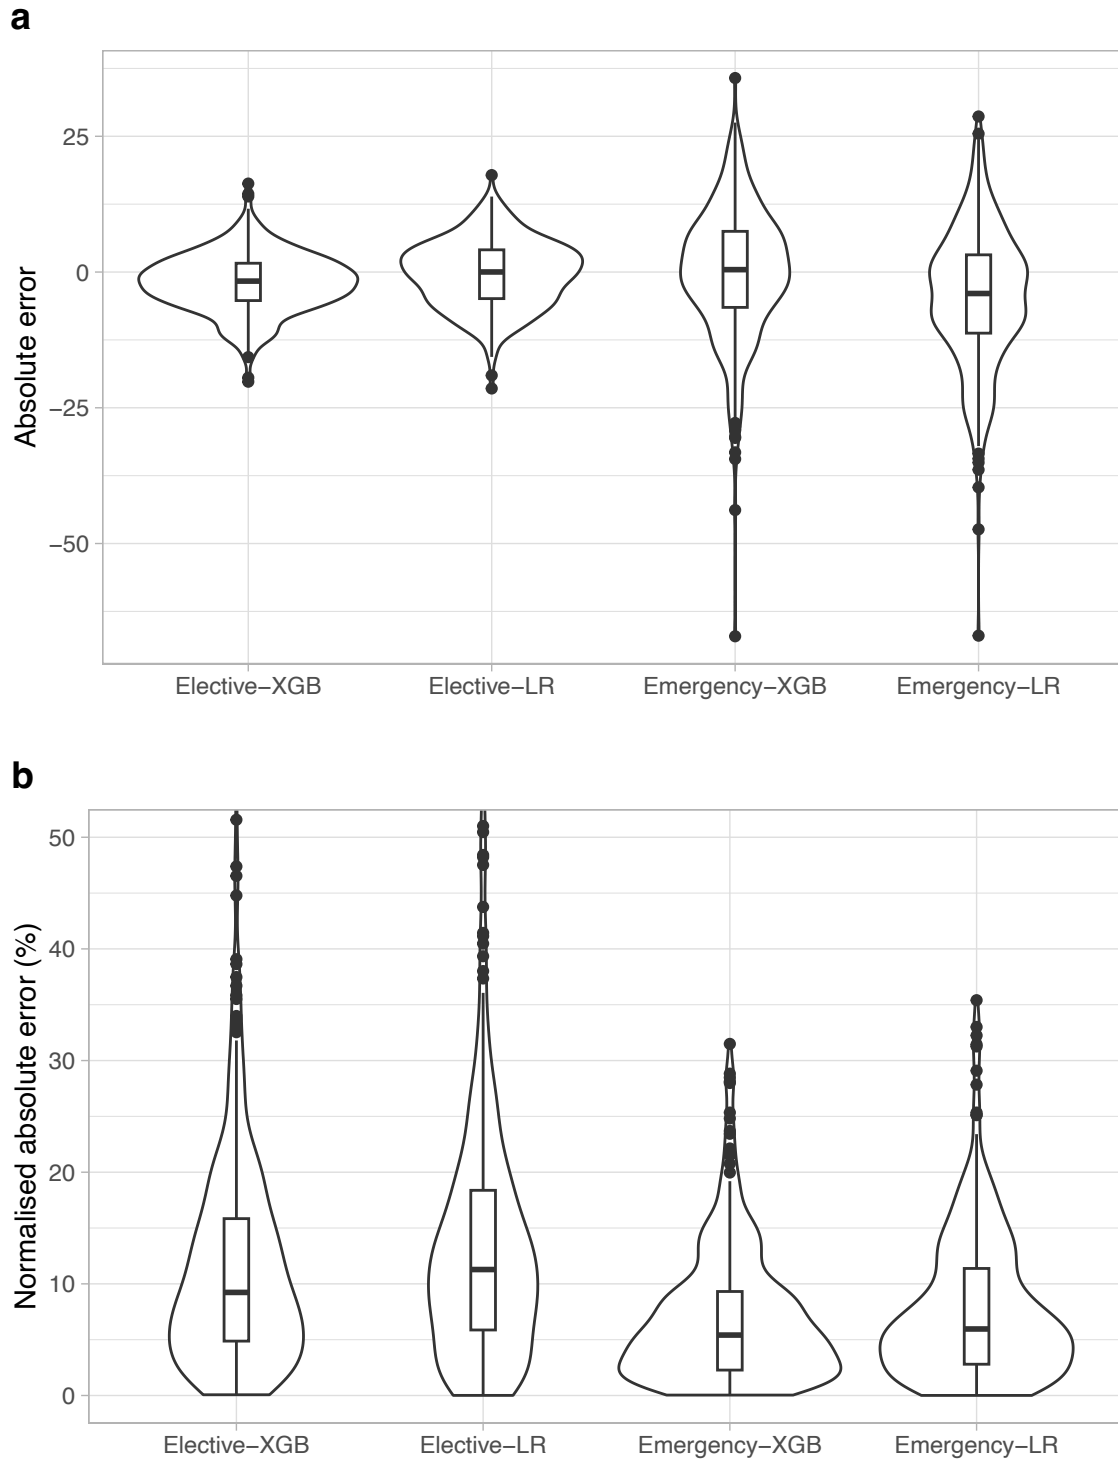 a
Absolute error
25
0
−25
−50
Elective−XGB Elective−LR Emergency−XGB Emergency−LR
b
Normalised absolute error (%)
50
40
30
20
10
0
Elective−XGB Elective−LR Emergency−XGB Emergency−LR